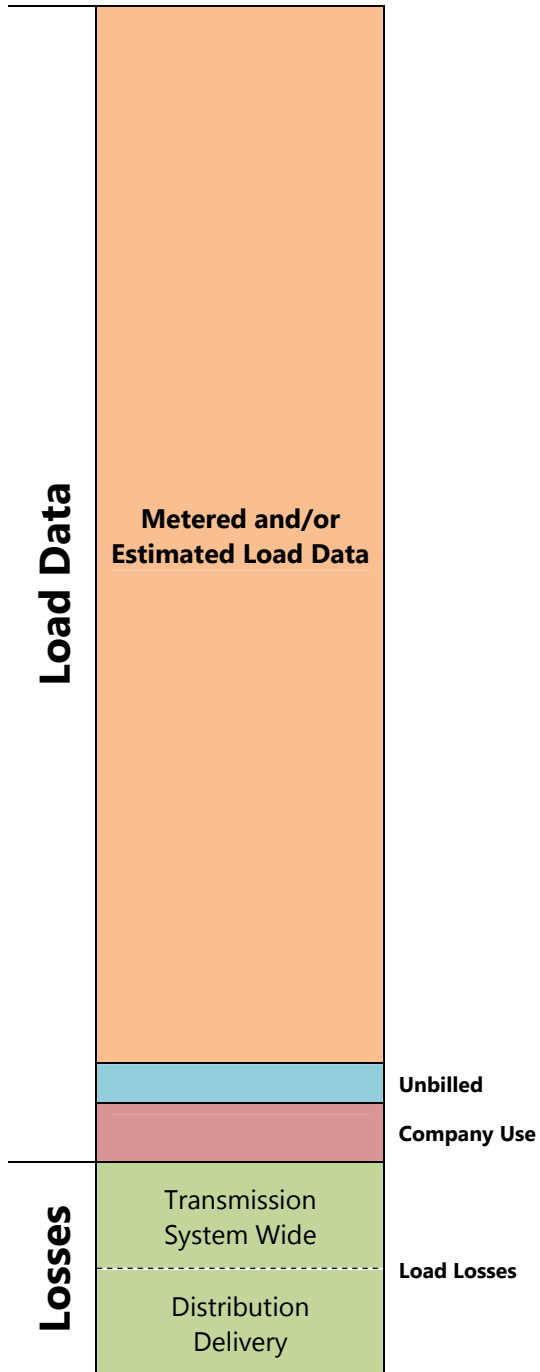 Load Data
Metered and/or
Estimated Load Data
Unbilled
Company Use
Losses
Transmission
System Wide
Load Losses
Distribution
Delivery